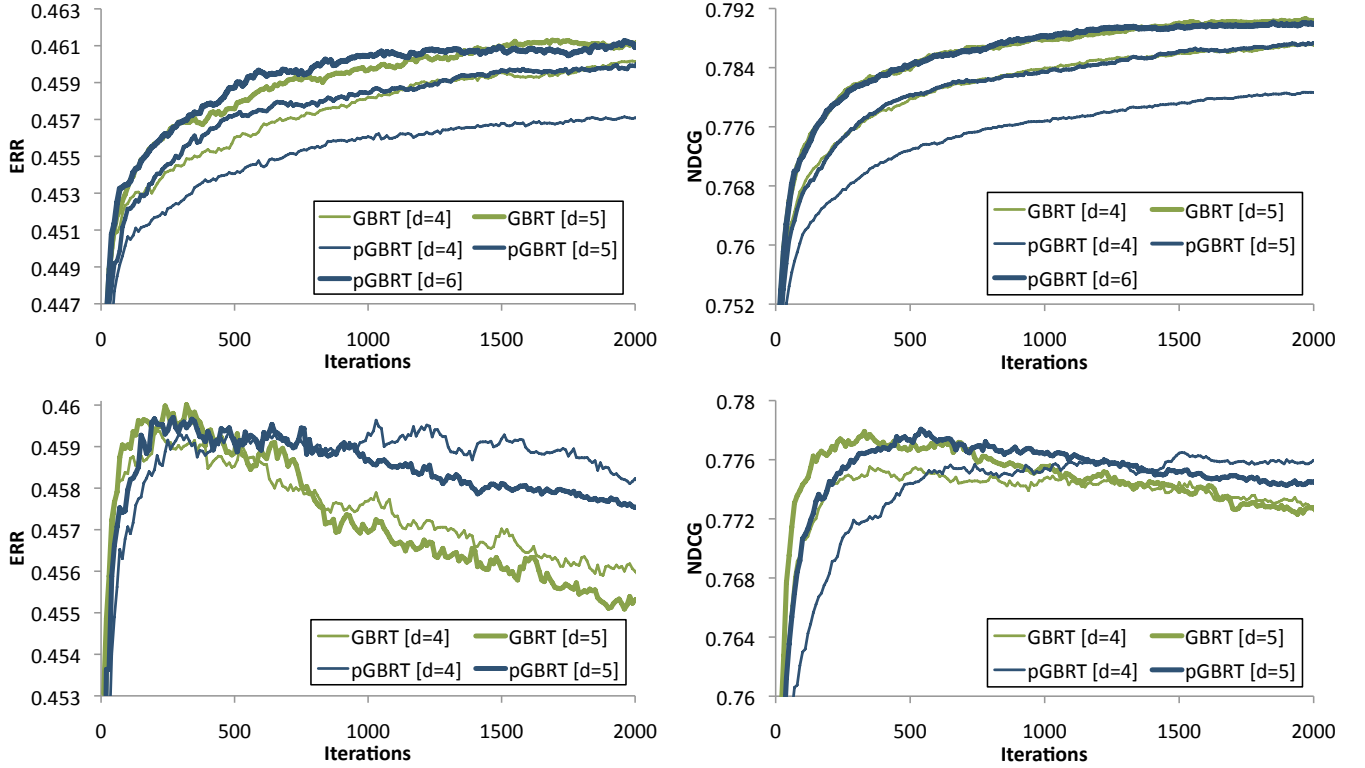 0.463
0.461
0.459
0.457
0.455
0.453
0.451
0.449
0.447
ERR
GBRT [d=4] GBRT [d=5]
pGBRT [d=4] pGBRT [d=5]
pGBRT [d=6]
0 500 1000 1500 2000
Iterations
0.792
0.784
0.776
0.768
0.76
0.752
NDCG
GBRT [d=4] GBRT [d=5]
pGBRT [d=4] pGBRT [d=5]
pGBRT [d=6]
0 500 1000 1500 2000
Iterations
0.46
0.459
0.458
0.457
0.456
0.455
0.454
0.453
ERR
GBRT [d=4] GBRT [d=5]
pGBRT [d=4] pGBRT [d=5]
0 500 1000 1500 2000
Iterations
0.78
0.776
0.772
0.768
0.764
0.76
NDCG
GBRT [d=4] GBRT [d=5]
pGBRT [d=4] pGBRT [d=5]
0 500 1000 1500 2000
Iterations